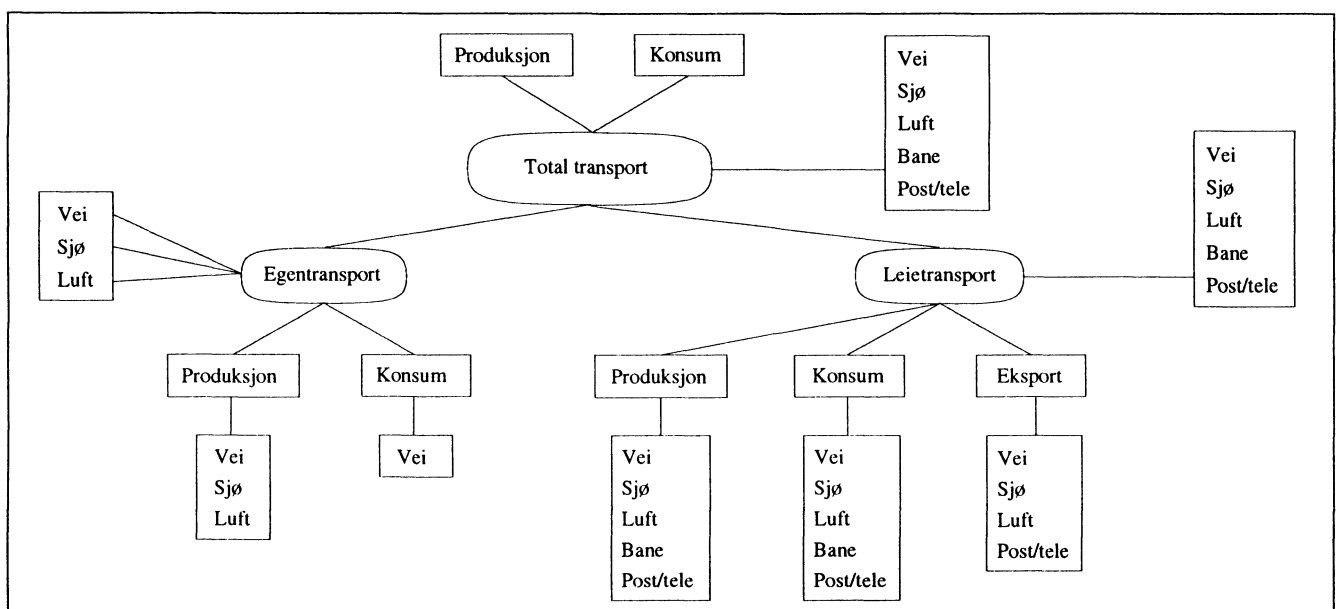 Produksjon
Konsum
Vei
Sjø
Luft
Bane
Post/tele
Total transport
Vei
Sjø
Luft
Bane
Post/tele
Vei
Sjø
Luft
Egentransport
Leietransport
Produksjon
Konsum
Produksjon
Konsum
Eksport
Vei
Sjø
Luft
Vei
Vei
Sjø
Luft
Bane
Post/tele
Vei
Sjø
Luft
Bane
Post/tele
Vei
Sjø
Luft
Post/tele